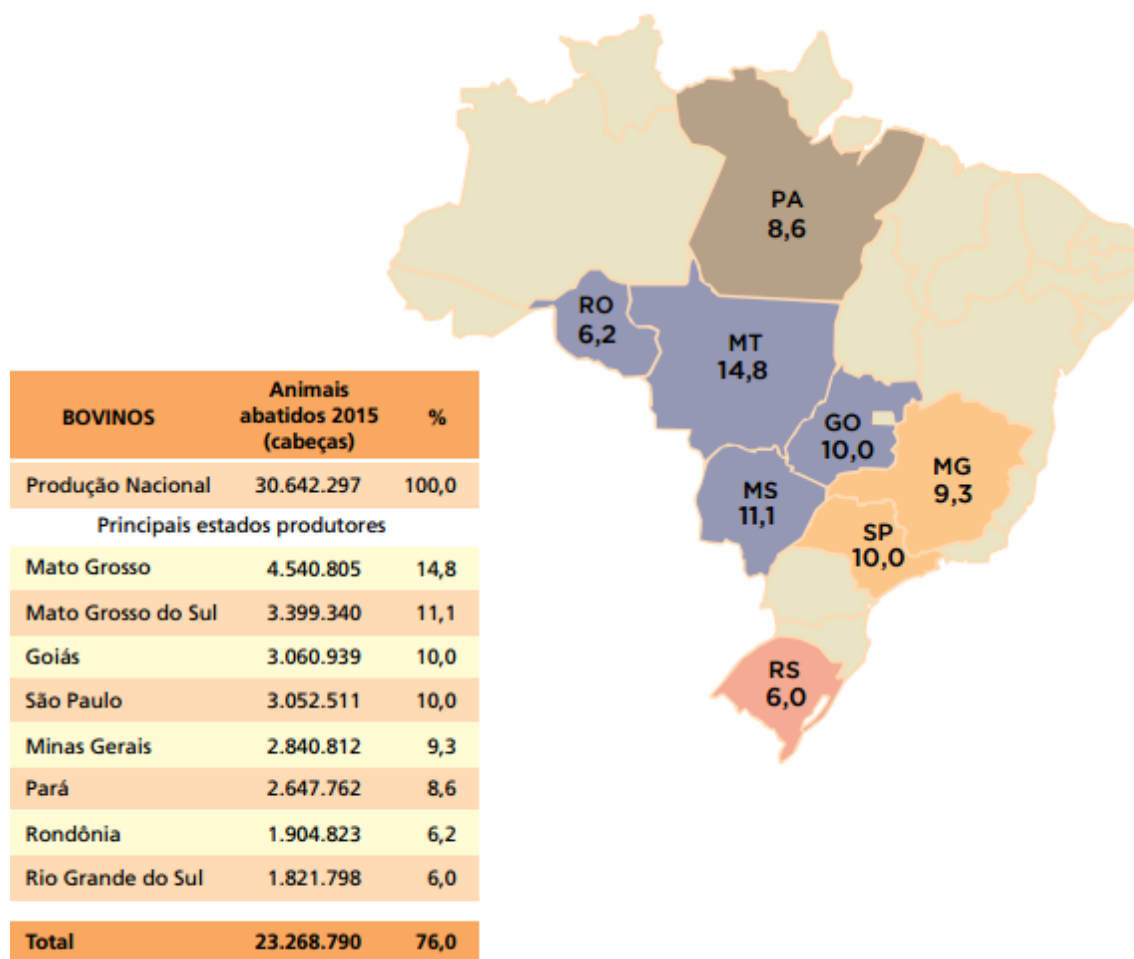 PA
8,6
RO
6,2
MT
14,8
GO
10,0
MG
9,3
MS
11,1
SP
10,0
RS
6,0
BOVINOS Animais abatidos 2015 (cabeças) %
Produção Nacional 30.642.297 100,0
Principais estados produtores
Mato Grosso 4.540.805 14,8
Mato Grosso do Sul 3.399.340 11,1
Goiás 3.060.939 10,0
São Paulo 3.052.511 10,0
Minas Gerais 2.840.812 9,3
Pará 2.647.762 8,6
Rondônia 1.904.823 6,2
Rio Grande do Sul 1.821.798 6,0
Total 23.268.790 76,0